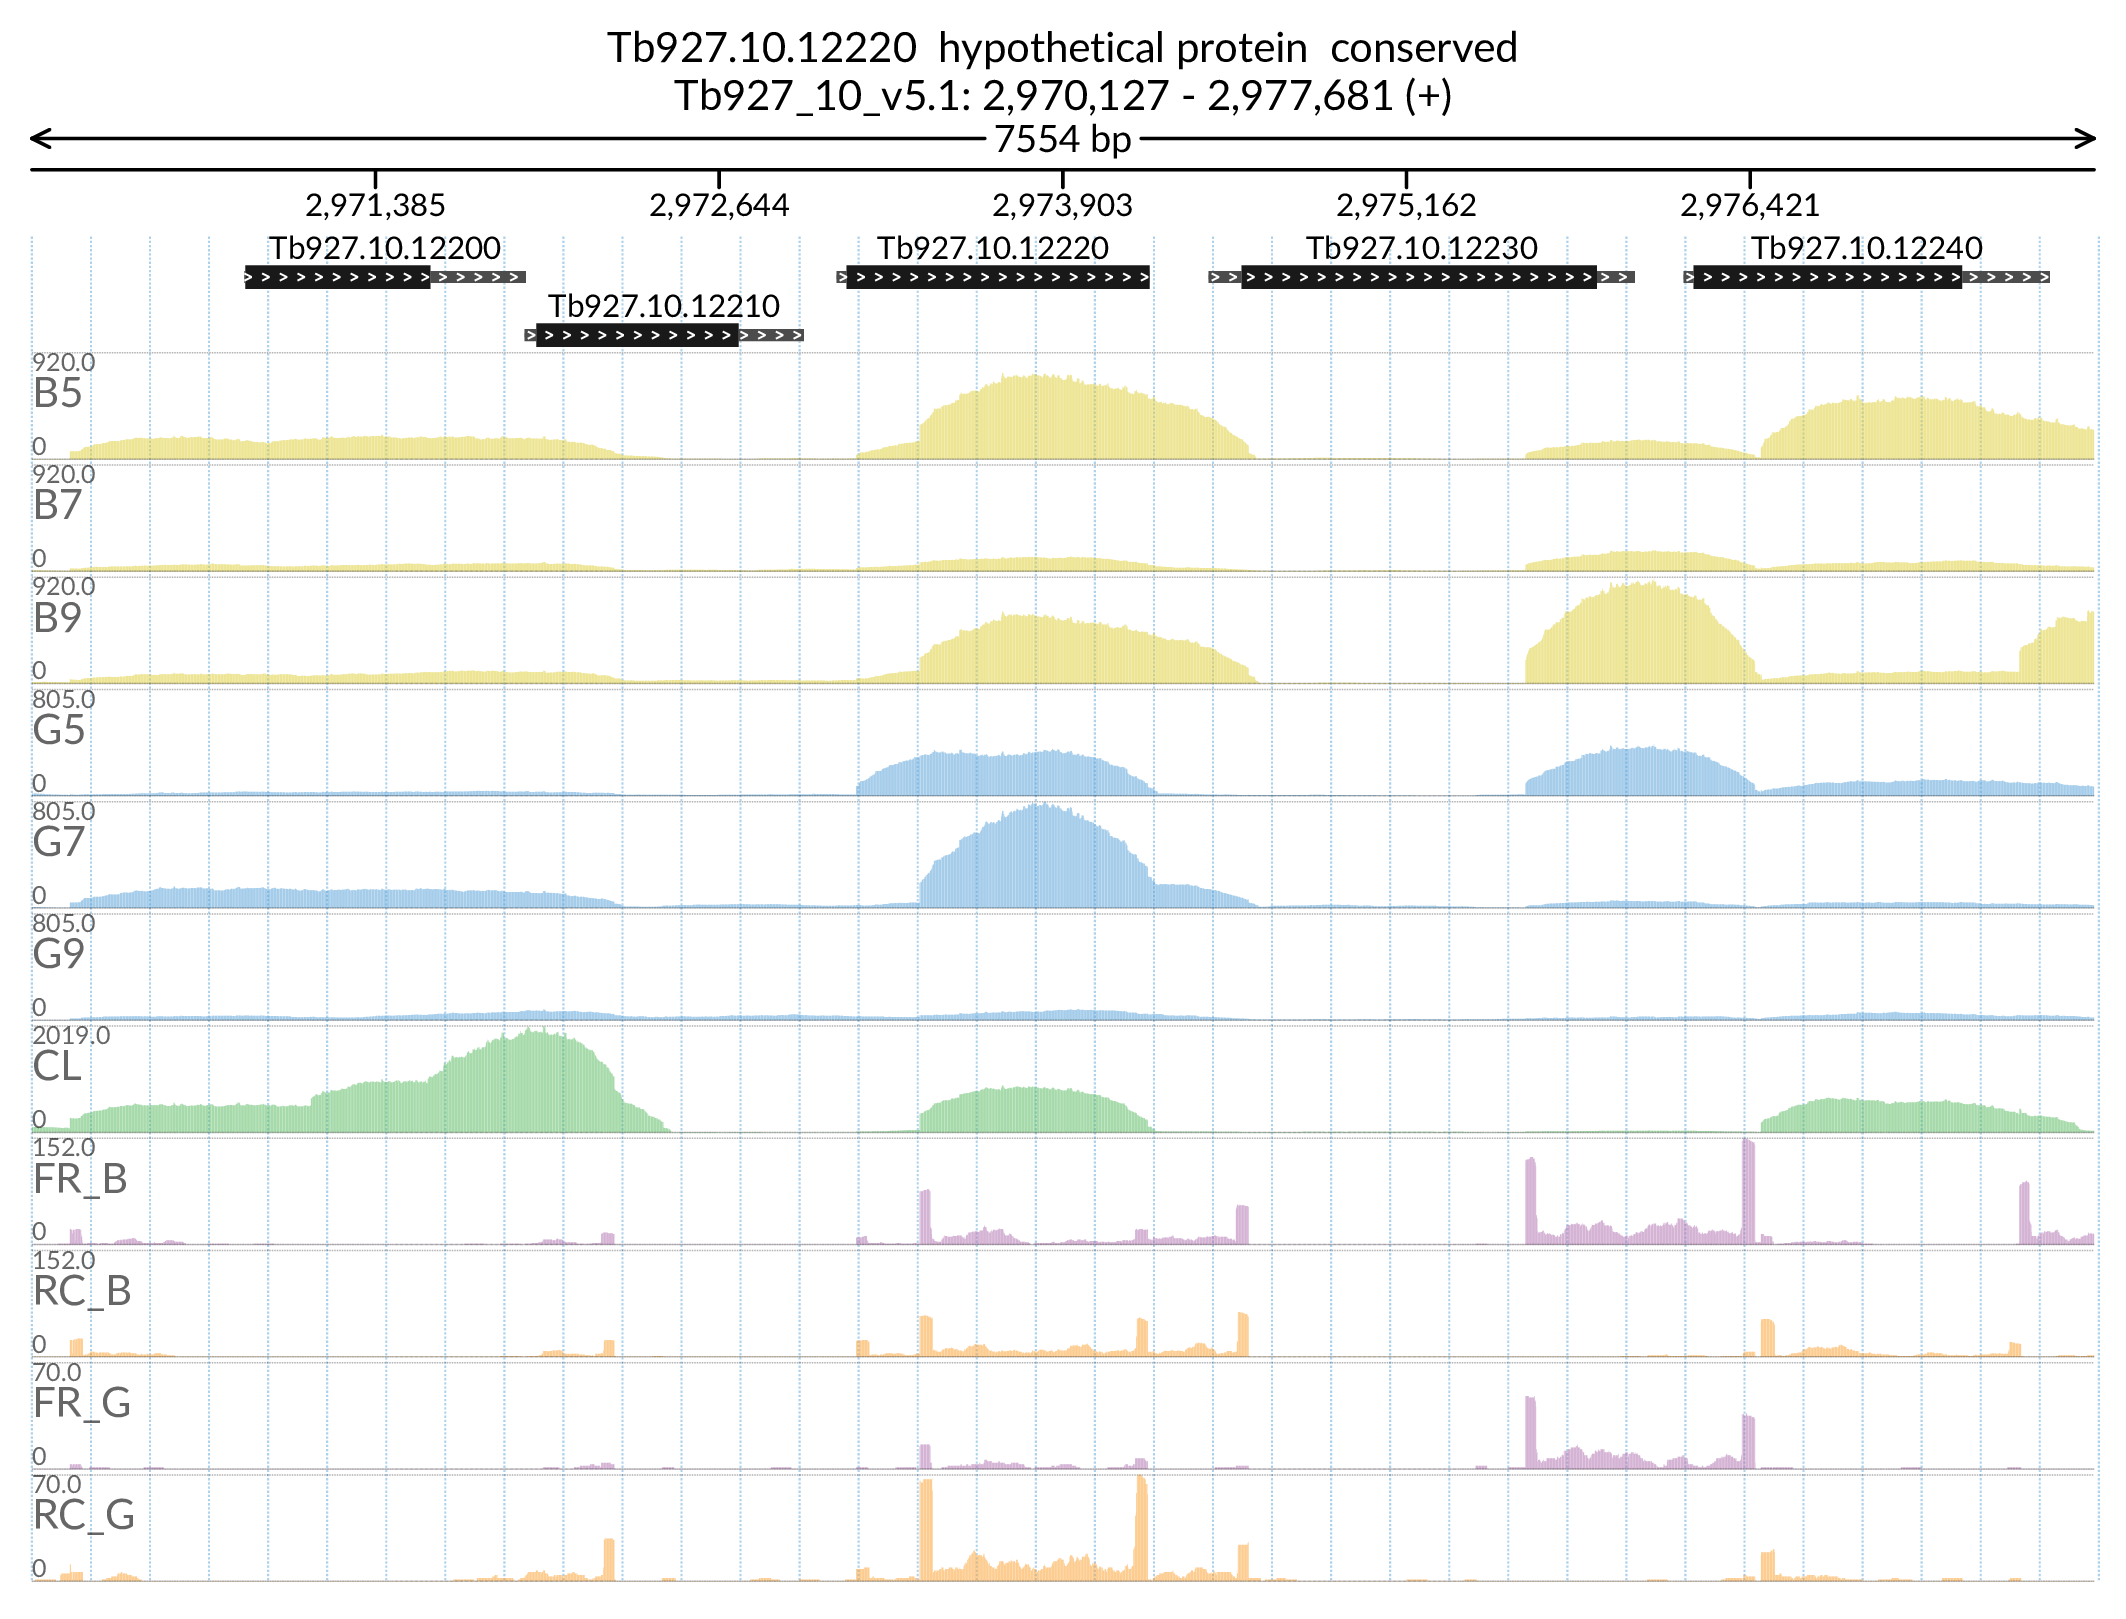 Tb927.10.12220 hypothetical protein conserved
Tb927_10_v5.1: 2,970,127 - 2,977,681 (+)
7554 bp
2,971,385 2,972,644 2,973,903 2,975,162 2,976,421
Tb927.10.12200 Tb927.10.12220 Tb927.10.12230 Tb927.10.12240
Tb927.10.12210
920.0
B5
0
920.0
B7
0
920.0
B9
0
805.0
G5
0
805.0
G7
0
805.0
G9
0
2019.0
CL
0
152.0
FR_B
0
152.0
RC_B
0
70.0
FR_G
0
70.0
RC_G
0